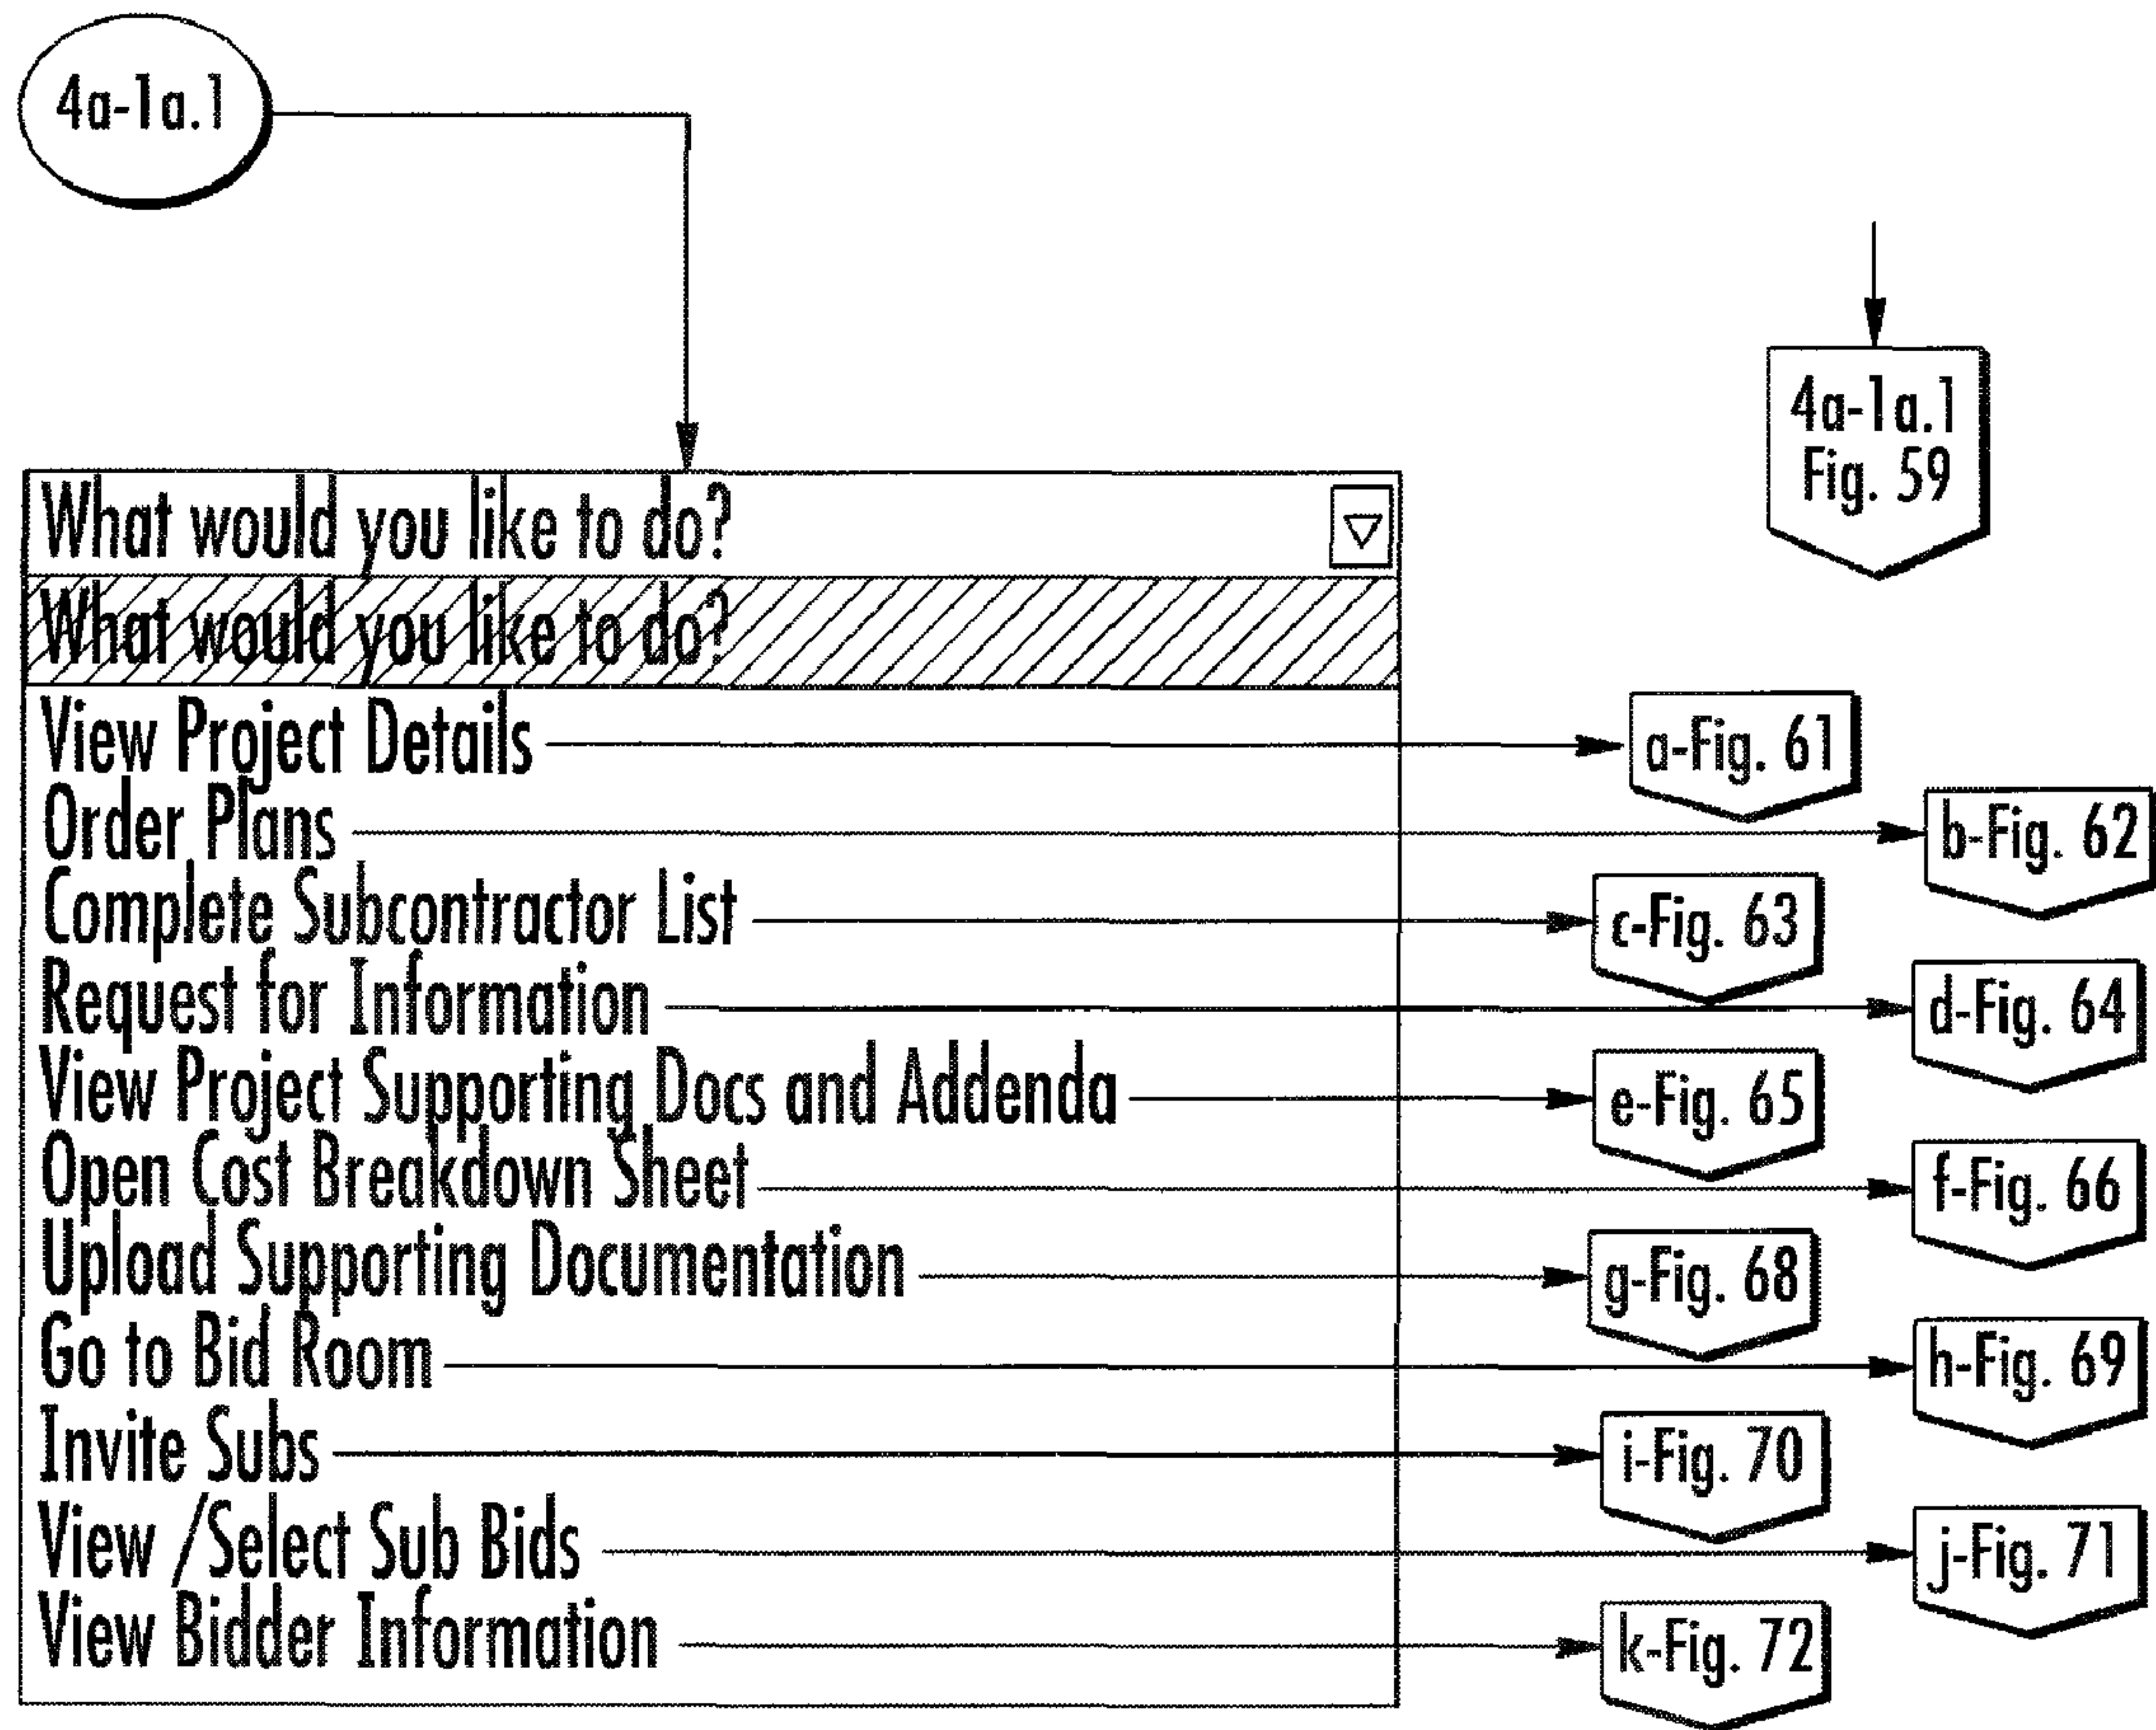 4a-1a.1
4a-1a.1
Fig. 59
What would you like to do?
What would you like to do?
View Project Details
a-Fig. 61
Order Plans
b-Fig. 62
Complete Subcontractor List
c-Fig. 63
Request for Information
d-Fig. 64
View Project Supporting Docs and Addenda
e-Fig. 65
Open Cost Breakdown Sheet
f-Fig. 66
Upload Supporting Documentation
g-Fig. 68
Go to Bid Room
h-Fig. 69
Invite Subs
i-Fig. 70
View /Select Sub Bids
j-Fig. 71
View Bidder Information
k-Fig. 72